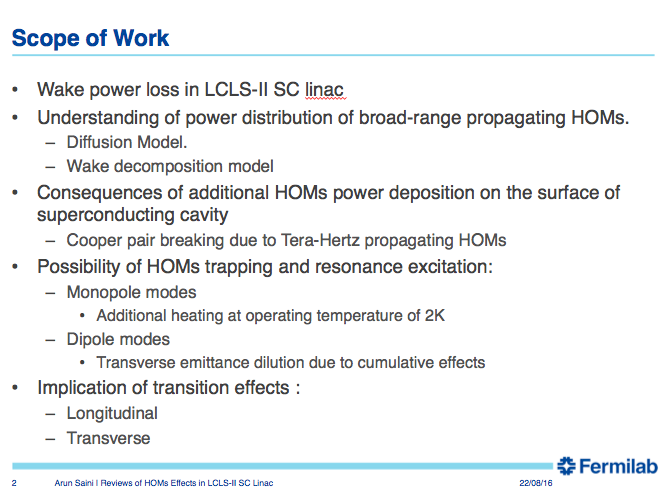 Scope of Work
• Wake power loss in LCLS-II SC linac
• Understanding of power distribution of broad-range propagating HOMs.
– Diffusion Model.
– Wake decomposition model
• Consequences of additional HOMs power deposition on the surface of
superconducting cavity
– Cooper pair breaking due to Tera-Hertz propagating HOMs
• Possibility of HOMs trapping and resonance excitation:
– Monopole modes
• Additional heating at operating temperature of 2K
– Dipole modes
• Transverse emittance dilution due to cumulative effects
• Implication of transition effects :
– Longitudinal
– Transverse
Fermilab
2 Arun Saini I Reviews of HOMs Effects in LCLS-II SC Linac 22/08/16